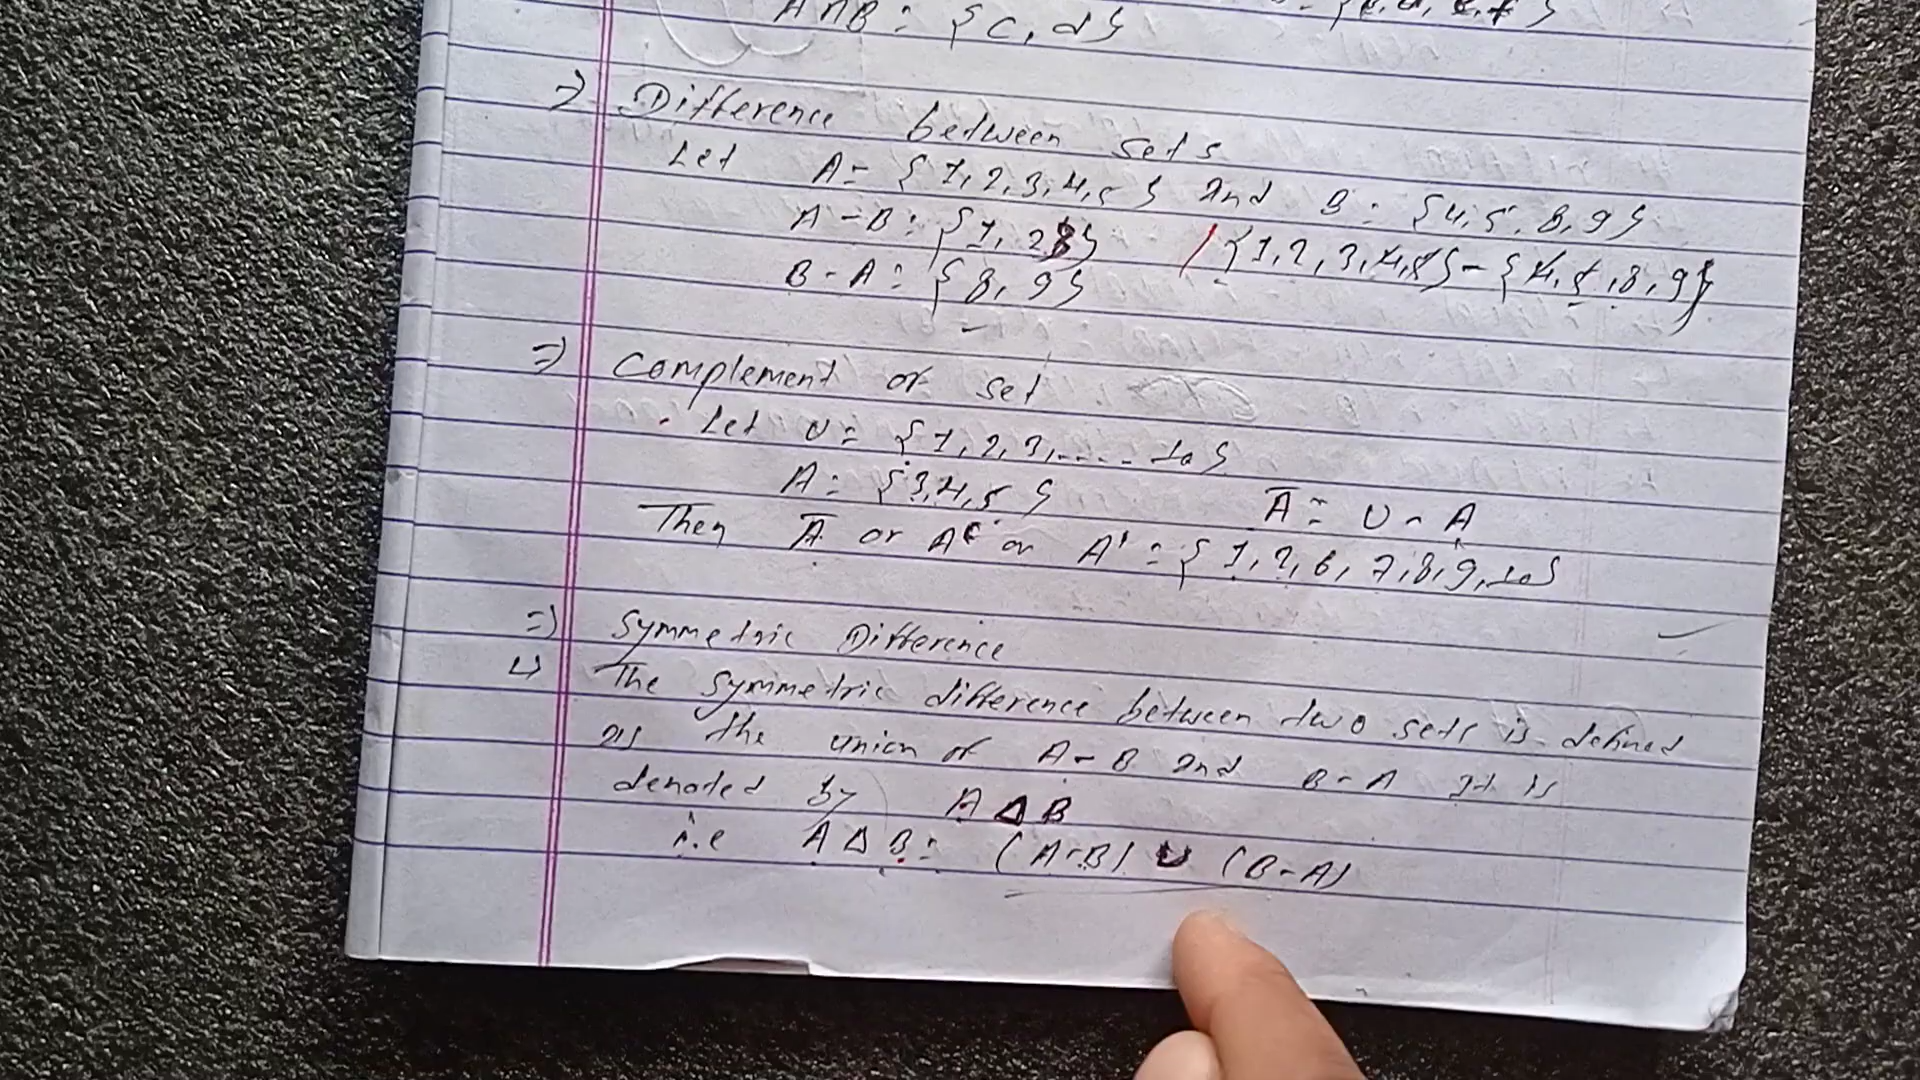 A∩B = {c, d}
=> Difference between sets
Let A = {1, 2, 3, 4, 5} and B = {4, 5, 8, 9}
A - B = {1, 2 3} / {1, 2, 3, 4, 5} - {4, 5, 8, 9}
B - A = {8, 9}
=> Complement of set
Let U = {1, 2, 3, .... 10}
A = {3, 4, 5} Ā = U - A
Then Ā or Aᶜ or A' = {1, 2, 6, 7, 8, 9, 10}
=> Symmetric Difference
The symmetric difference between two sets is defined
as the union of A - B and B - A It is
denoted by A Δ B
i.e A Δ B = (A - B) ∪ (B - A)